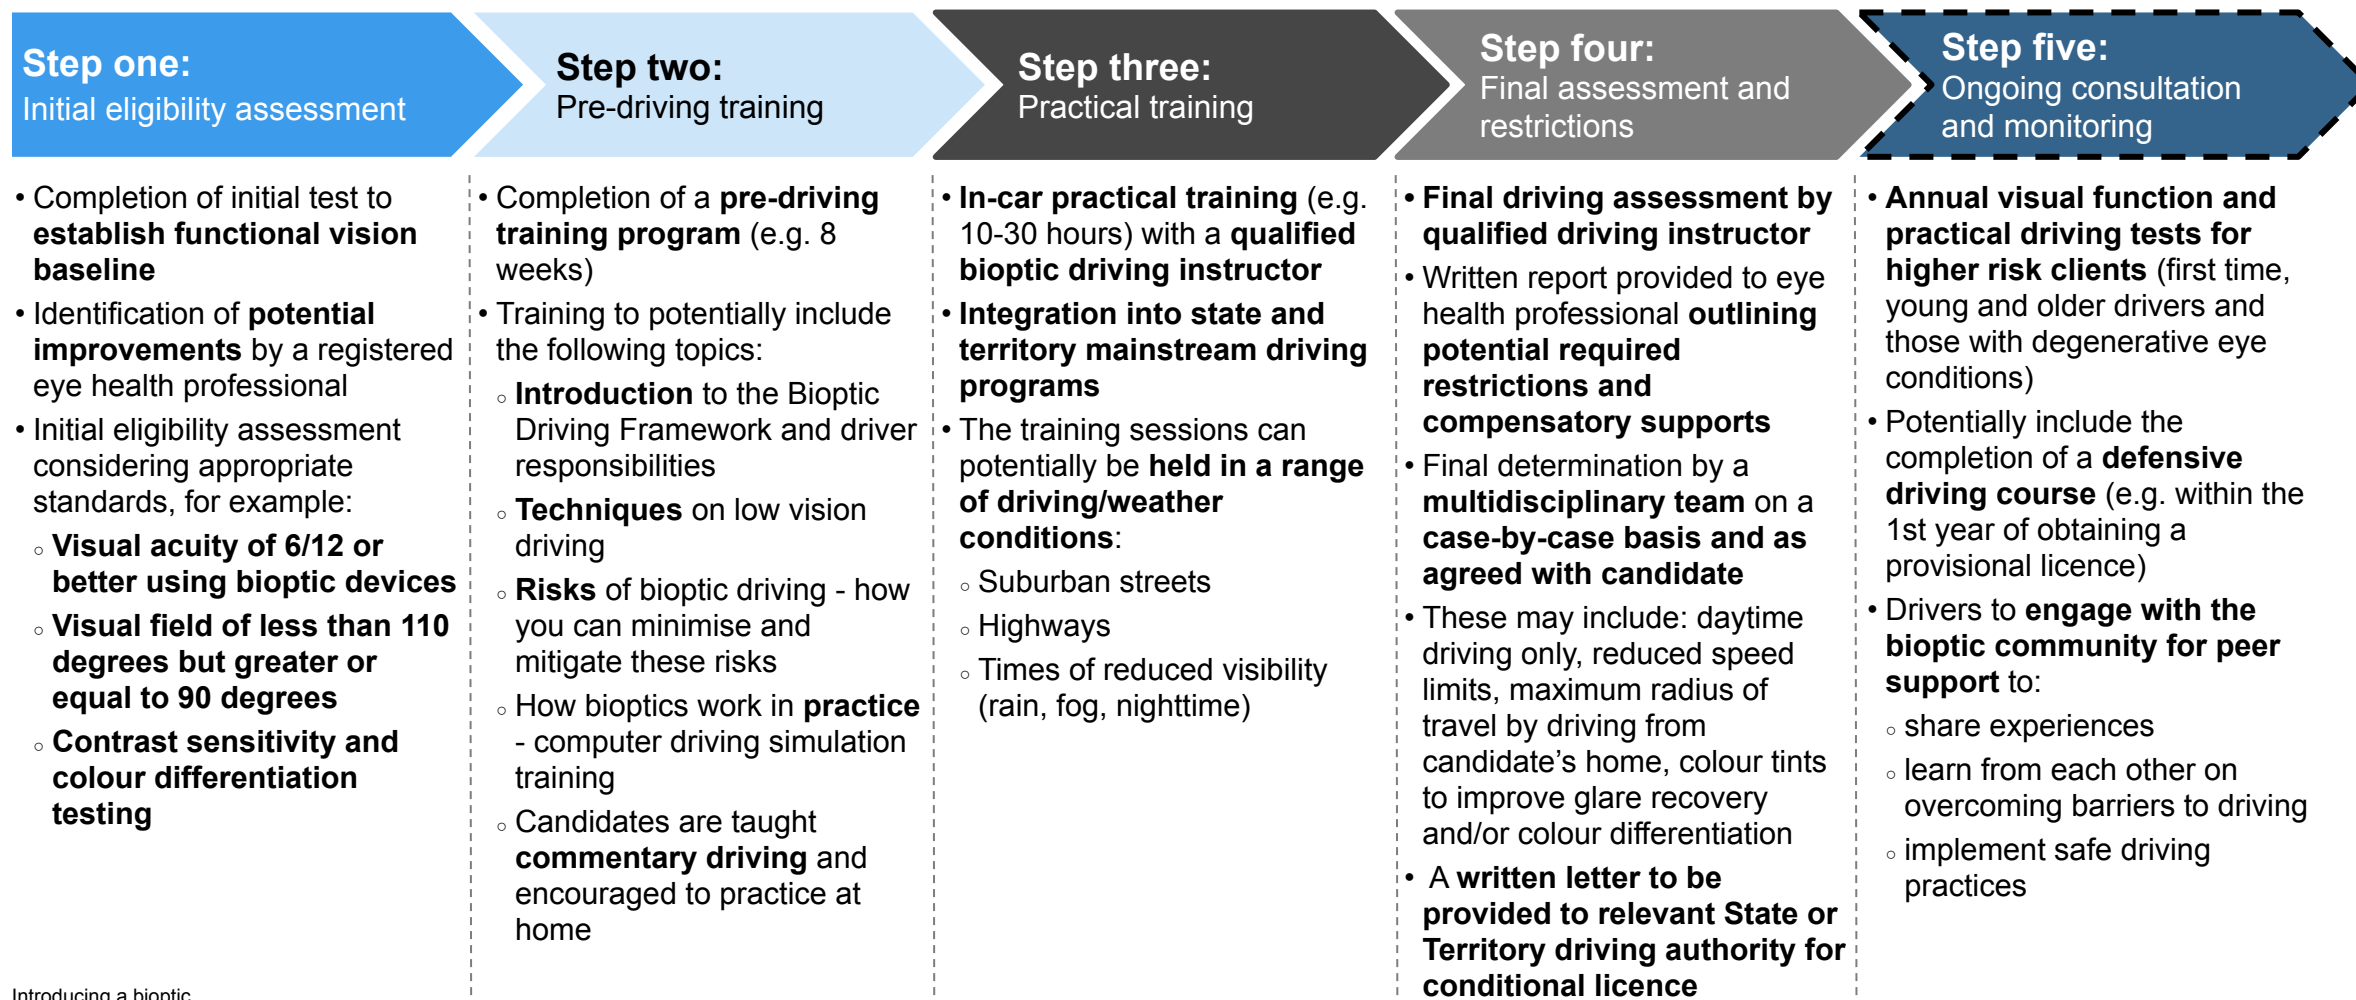 Step one:
Initial eligibility assessment
• Completion of initial test to
establish functional vision
baseline
• Identification of potential
improvements by a registered
eye health professional
• Initial eligibility assessment
considering appropriate
standards, for example:
○ Visual acuity of 6/12 or
better using bioptic devices
○ Visual field of less than 110
degrees but greater or
equal to 90 degrees
○ Contrast sensitivity and
colour differentiation
testing
Step two:
Pre-driving training
• Completion of a pre-driving
training program (e.g. 8
weeks)
• Training to potentially include
the following topics:
○ Introduction to the Bioptic
Driving Framework and driver
responsibilities
○ Techniques on low vision
driving
○ Risks of bioptic driving - how
you can minimise and
mitigate these risks
○ How bioptics work in practice
- computer driving simulation
training
○ Candidates are taught
commentary driving and
encouraged to practice at
home
Step three:
Practical training
• In-car practical training (e.g.
10-30 hours) with a qualified
bioptic driving instructor
• Integration into state and
territory mainstream driving
programs
• The training sessions can
potentially be held in a range
of driving/weather
conditions:
○ Suburban streets
○ Highways
○ Times of reduced visibility
(rain, fog, nighttime)
Step four:
Final assessment and
restrictions
• Final driving assessment by
qualified driving instructor
• Written report provided to eye
health professional outlining
potential required
restrictions and
compensatory supports
• Final determination by a
multidisciplinary team on a
case-by-case basis and as
agreed with candidate
• These may include: daytime
driving only, reduced speed
limits, maximum radius of
travel by driving from
candidate’s home, colour tints
to improve glare recovery
and/or colour differentiation
• A written letter to be
provided to relevant State or
Territory driving authority for
conditional licence
Step five:
Ongoing consultation
and monitoring
• Annual visual function and
practical driving tests for
higher risk clients (first time,
young and older drivers and
those with degenerative eye
conditions)
• Potentially include the
completion of a defensive
driving course (e.g. within the
1st year of obtaining a
provisional licence)
• Drivers to engage with the
bioptic community for peer
support to:
○ share experiences
○ learn from each other on
overcoming barriers to driving
○ implement safe driving
practices
Introducing a bioptic